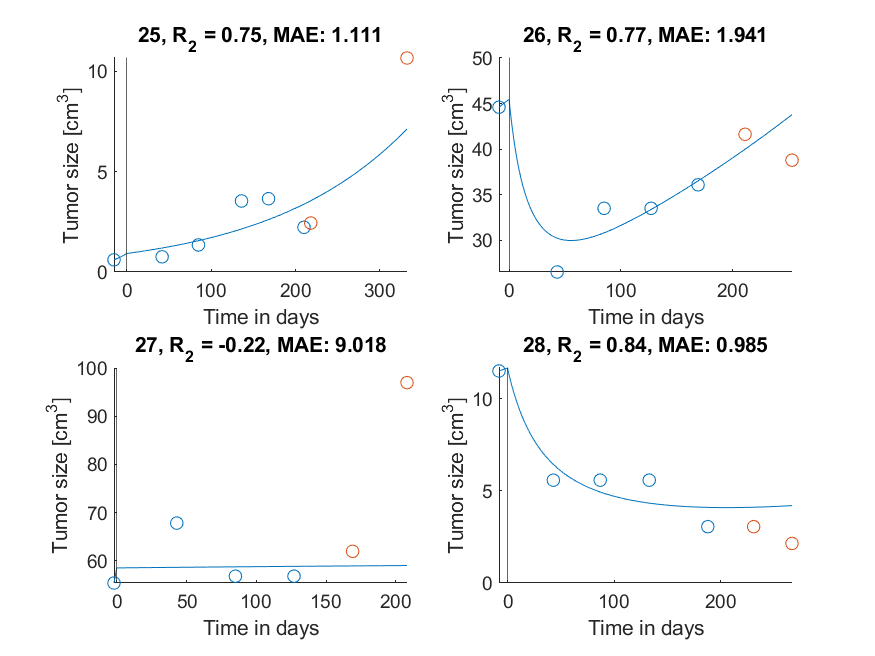 25, R2 = 0.75, MAE: 1.111
Tumor size [cm3]
10
5
0
0 100 200 300
Time in days
26, R2 = 0.77, MAE: 1.941
Tumor size [cm3]
50
45
40
35
30
0 100 200
Time in days
27, R2 = -0.22, MAE: 9.018
Tumor size [cm3]
100
90
80
70
60
0 50 100 150 200
Time in days
28, R2 = 0.84, MAE: 0.985
Tumor size [cm3]
10
5
0
0 100 200
Time in days